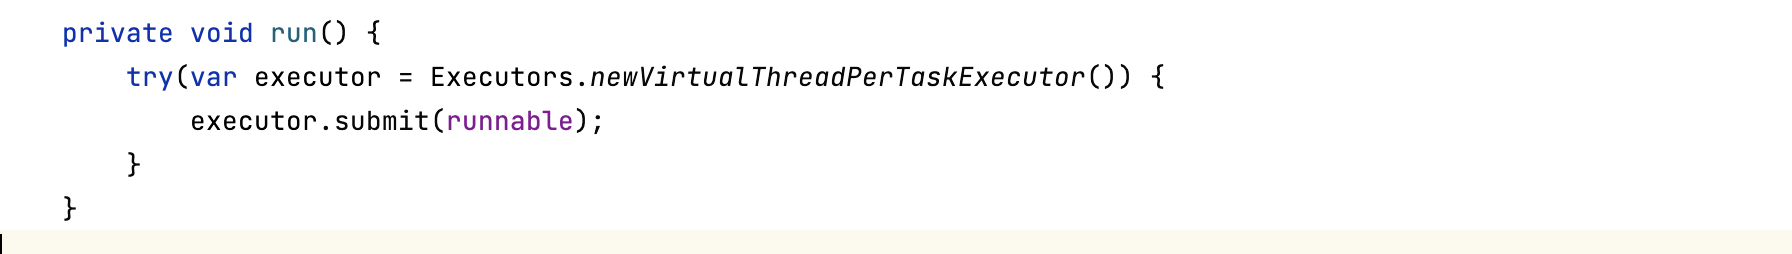 private void run() {
try(var executor = Executors.newVirtualThreadPerTaskExecutor()) {
executor.submit(runnable);
}
}